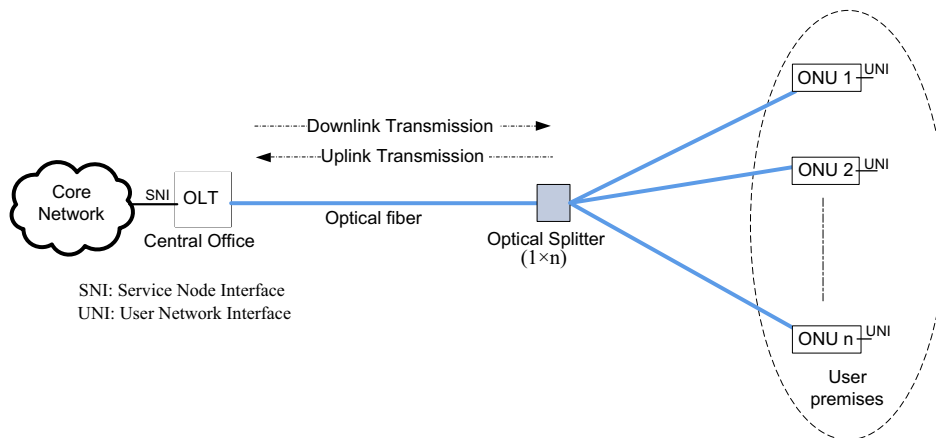 ONU 1
UNI
Downlink Transmission
Uplink Transmission
ONU 2
UNI
Core
Network
SNI
OLT
Optical fiber
Central Office
Optical Splitter
(1×n)
SNI: Service Node Interface
UNI: User Network Interface
ONU n
UNI
User
premises